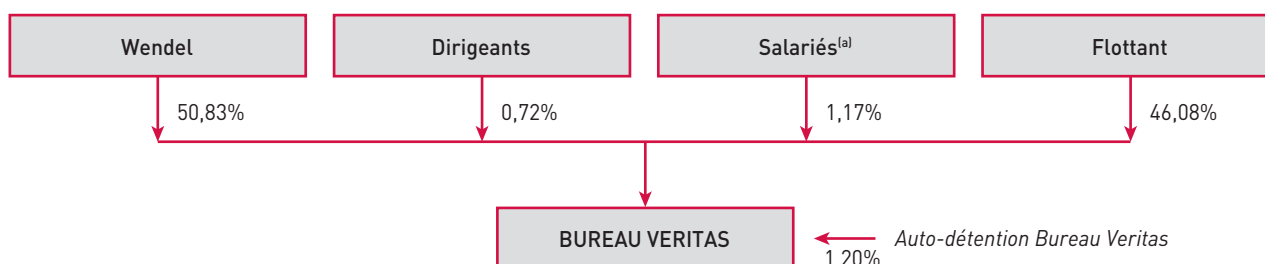 Wendel Dirigeants Salariés(a) Flottant
50,83% 0,72% 1,17% 46,08%
BUREAU VERITAS Auto-détention Bureau Veritas
1,20%